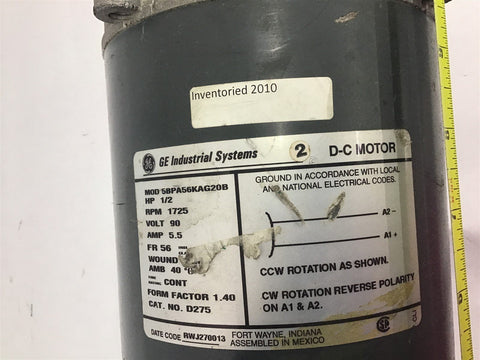 Inventoried 2010
GE Industrial Systems 2 D-C MOTOR
MOD 5BPA56KAG20B
HP 1/2
RPM 1725
VOLT 90
AMP 5.5
FR 56
WOUND
AMB 40
RATING CONT
FORM FACTOR 1.40
CAT. NO. D275
GROUND IN ACCORDANCE WITH LOCAL
AND NATIONAL ELECTRICAL CODES.
A2 –
A1 +
CCW ROTATION AS SHOWN.
CW ROTATION REVERSE POLARITY
ON A1 & A2.
DATE CODE RWJ270013
FORT WAYNE, INDIANA
ASSEMBLED IN MEXICO